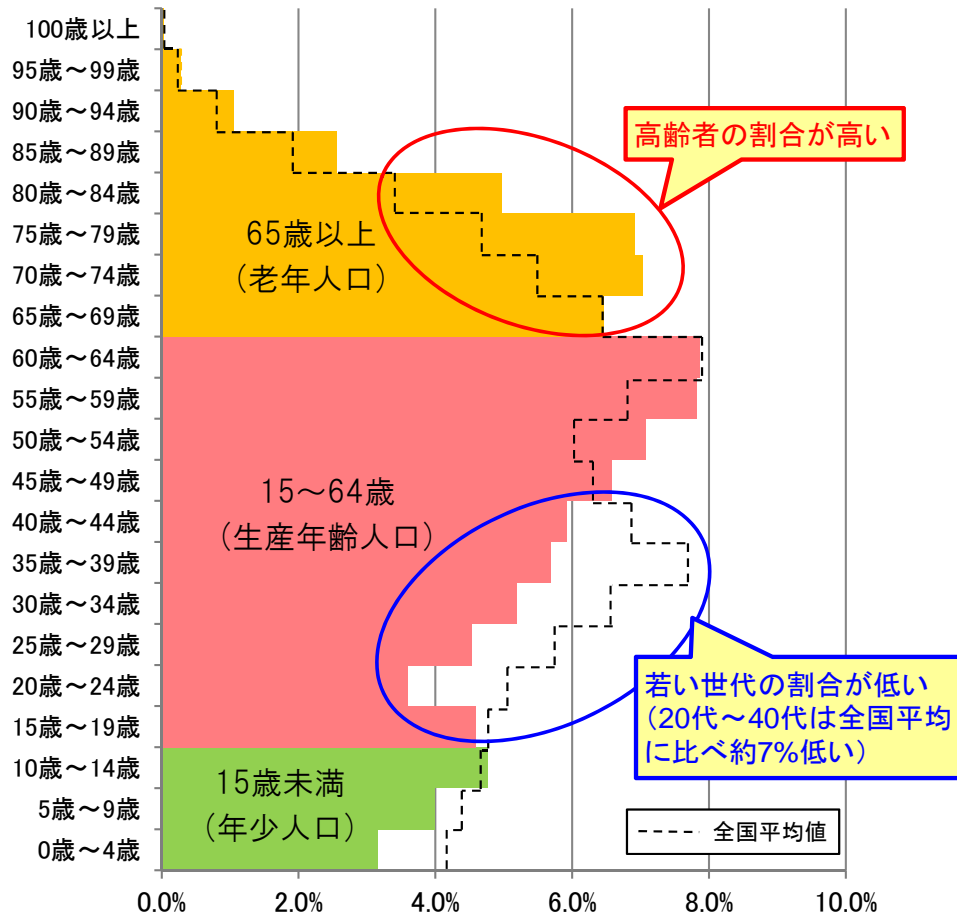 100歳以上
95歳～99歳
90歳～94歳
85歳～89歳
80歳～84歳
75歳～79歳
70歳～74歳
65歳～69歳
60歳～64歳
55歳～59歳
50歳～54歳
45歳～49歳
40歳～44歳
35歳～39歳
30歳～34歳
25歳～29歳
20歳～24歳
15歳～19歳
10歳～14歳
5歳～9歳
0歳～4歳
高齢者の割合が高い
65歳以上
（老年人口）
15～64歳
（生産年齢人口）
若い世代の割合が低い
（20代～40代は全国平均
に比べ約7%低い）
15歳未満
（年少人口）
全国平均値
0.0%
2.0%
4.0%
6.0%
8.0%
10.0%